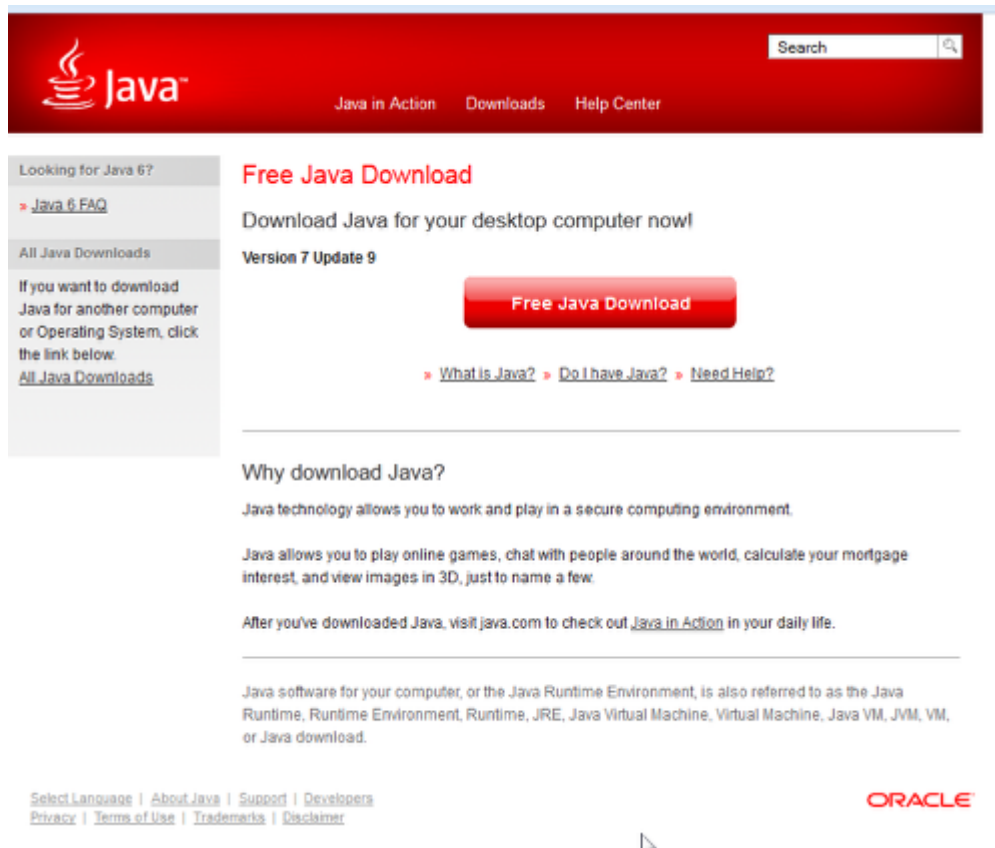 Search
Java™
Java in Action Downloads Help Center
Looking for Java 6?
» Java 6 FAQ
All Java Downloads
If you want to download
Java for another computer
or Operating System, click
the link below.
All Java Downloads
Free Java Download
Download Java for your desktop computer now!
Version 7 Update 9
Free Java Download
» What is Java? » Do I have Java? » Need Help?
Why download Java?
Java technology allows you to work and play in a secure computing environment.
Java allows you to play online games, chat with people around the world, calculate your mortgage
interest, and view images in 3D, just to name a few.
After you've downloaded Java, visit java.com to check out Java in Action in your daily life.
Java software for your computer, or the Java Runtime Environment, is also referred to as the Java
Runtime, Runtime Environment, Runtime, JRE, Java Virtual Machine, Virtual Machine, Java VM, JVM, VM,
or Java download.
Select Language | About Java | Support | Developers
Privacy | Terms of Use | Trademarks | Disclaimer
ORACLE